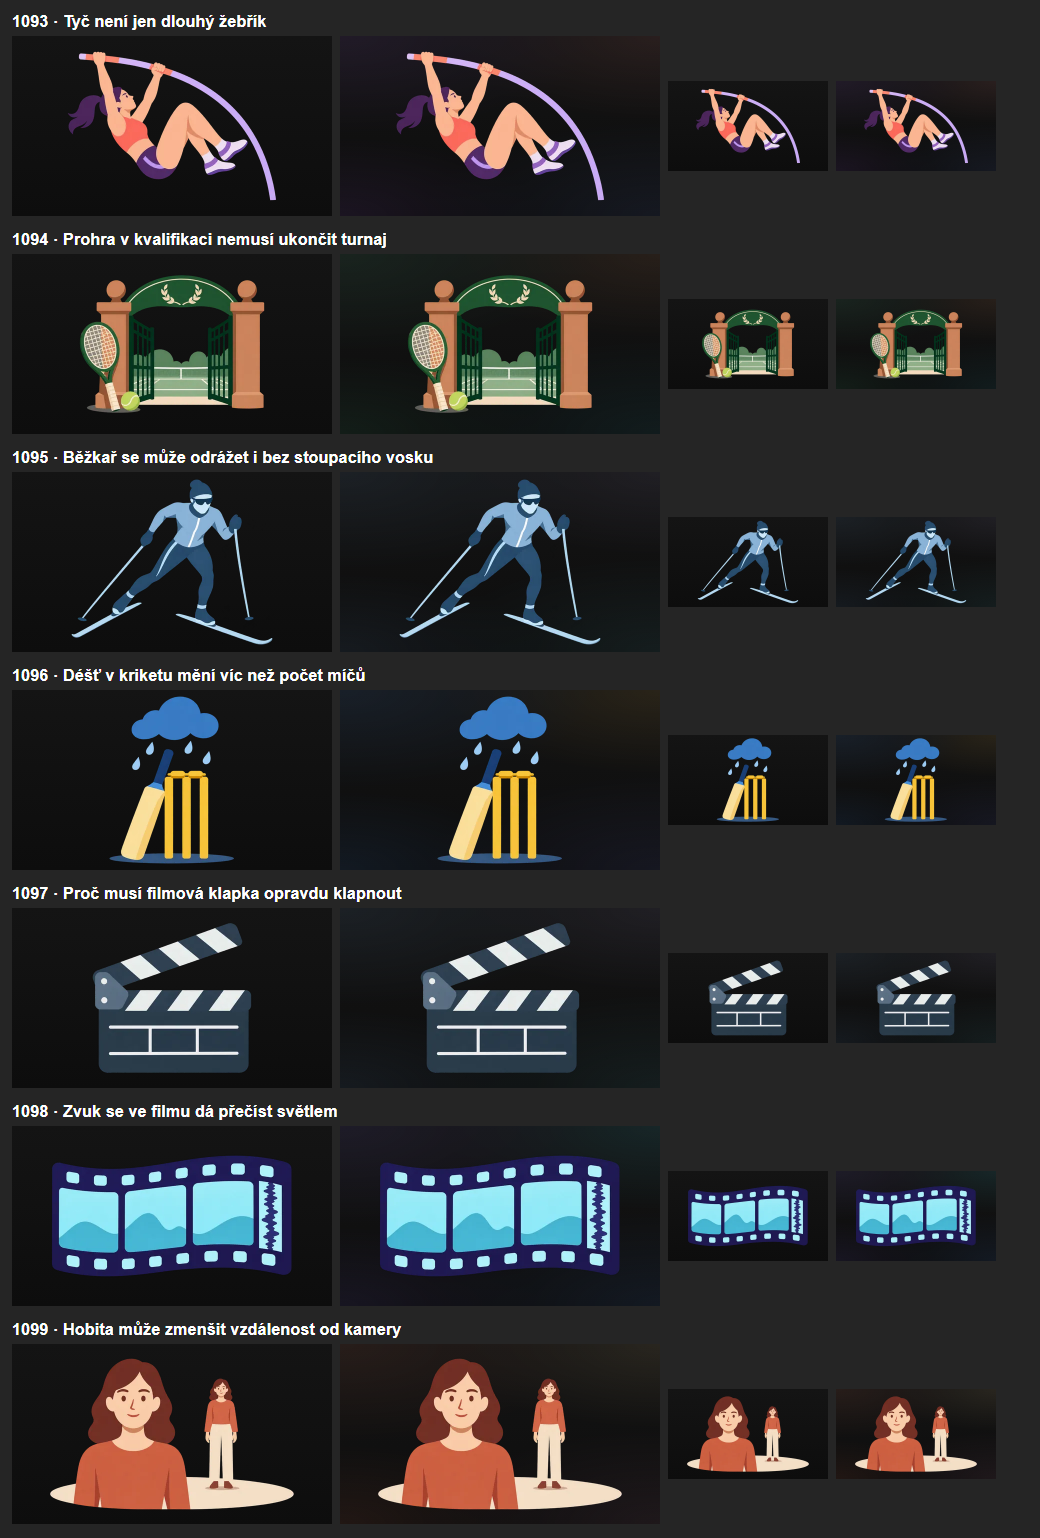 1093 · Tyč není jen dlouhý žebřík
1094 · Prohra v kvalifikaci nemusí ukončit turnaj
1095 · Běžkař se může odrážet i bez stoupacího vosku
1096 · Déšť v kriketu mění víc než počet míčů
1097 · Proč musí filmová klapka opravdu klapnout
1098 · Zvuk se ve filmu dá přečíst světlem
1099 · Hobita může zmenšit vzdálenost od kamery